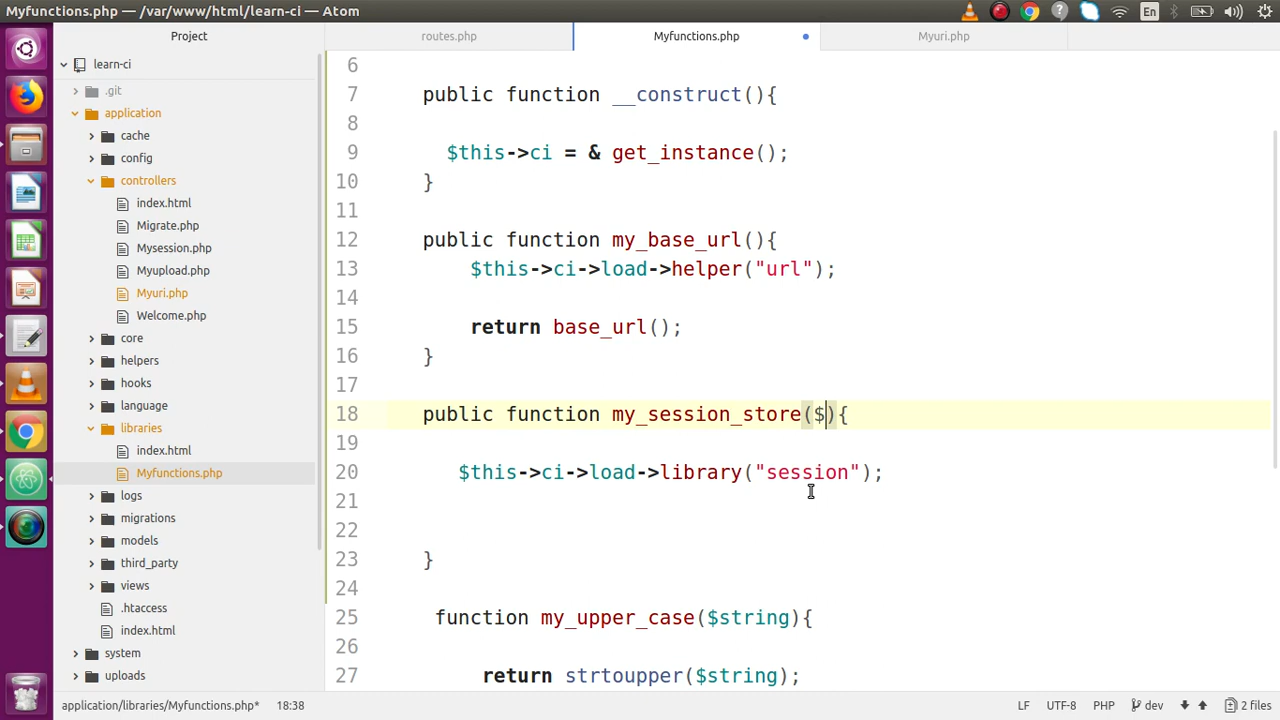 Myfunctions.php — /var/www/html/learn-ci — Atom
En
Project
routes.php
Myfunctions.php
Myuri.php
learn-ci
.git
application
cache
config
controllers
index.html
Migrate.php
Mysession.php
Myupload.php
Myuri.php
Welcome.php
core
helpers
hooks
language
libraries
index.html
Myfunctions.php
logs
migrations
models
third_party
views
.htaccess
index.html
system
uploads
6
7 public function __construct(){
8
9 $this->ci = & get_instance();
10 }
11
12 public function my_base_url(){
13 $this->ci->load->helper("url");
14
15 return base_url();
16 }
17
18 public function my_session_store($){
19
20 $this->ci->load->library("session");
21
22
23 }
24
25 function my_upper_case($string){
26
27 return strtoupper($string);
application/libraries/Myfunctions.php* 18:38
LF UTF-8 PHP dev 2 files